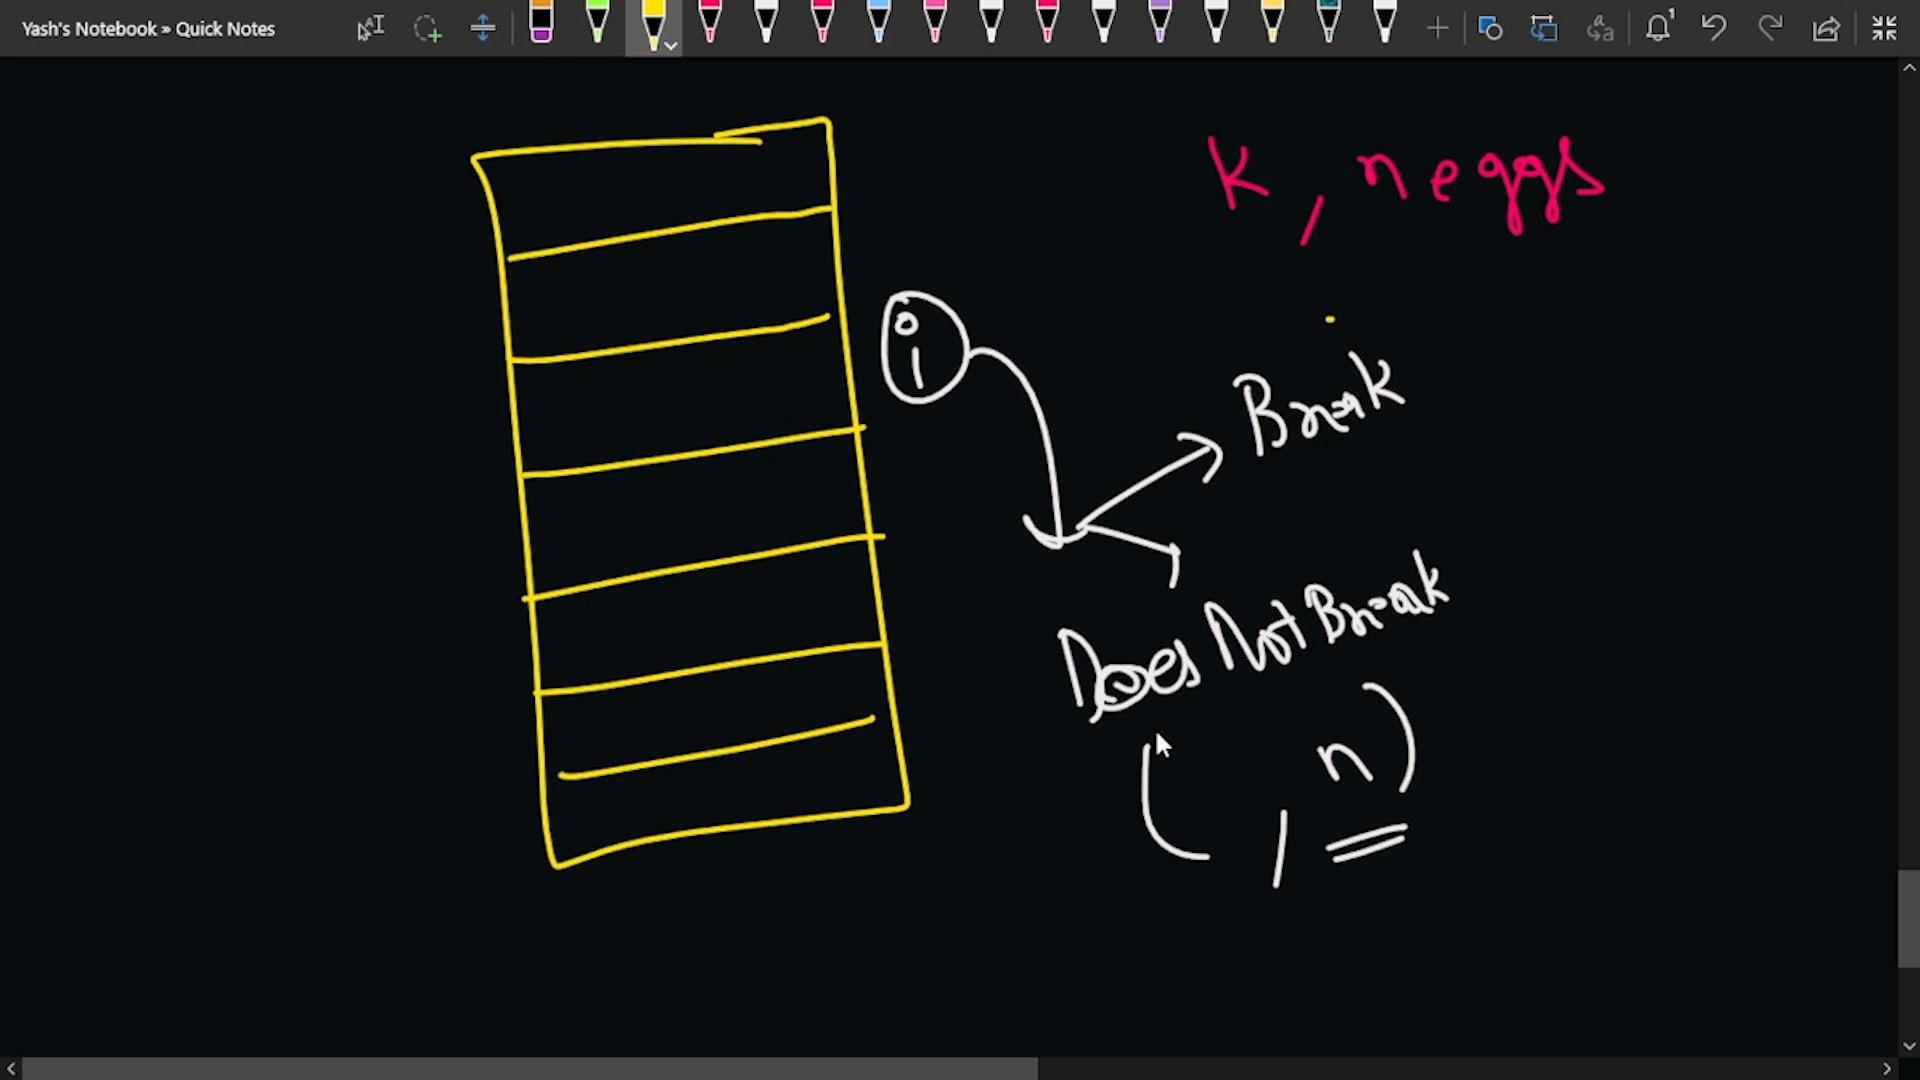 Yash's Notebook » Quick Notes
k, n eggs
i
Break
Does Not Break
( , n)